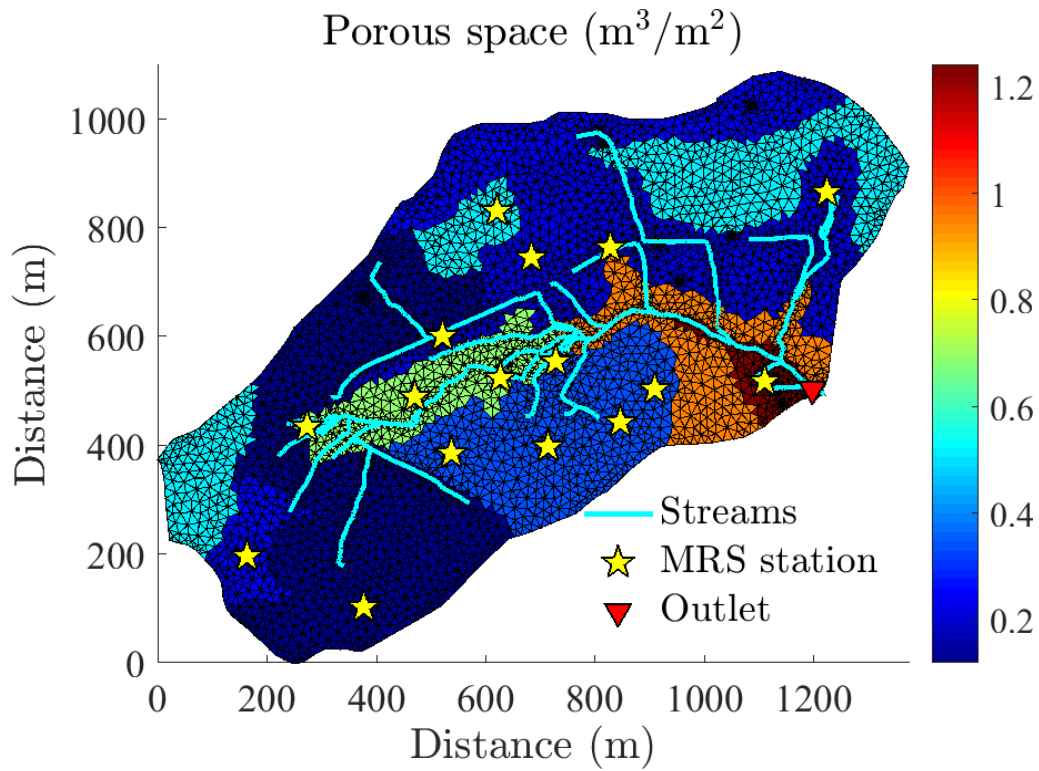 Porous space (m³/m²)
1000
800
600
400
200
0
Distance (m)
0 200 400 600 800 1000 1200
Distance (m)
Streams
MRS station
Outlet
1.2
1
0.8
0.6
0.4
0.2